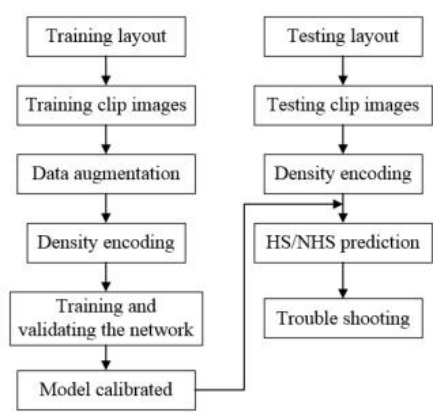 Training layout
Training clip images
Data augmentation
Density encoding
Training and
validating the network
Model calibrated
Testing layout
Testing clip images
Density encoding
HS/NHS prediction
Trouble shooting